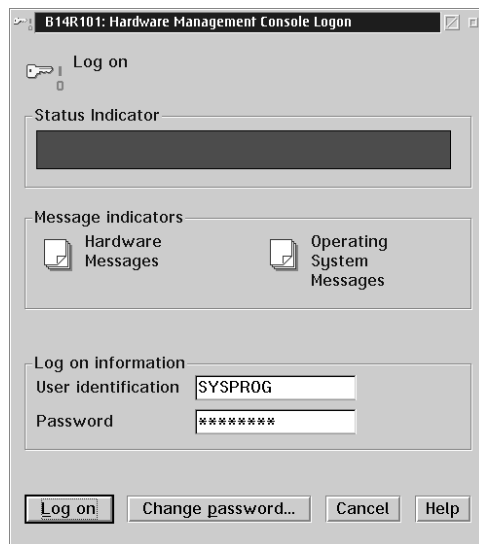 B14R101: Hardware Management Console Logon
Log on
Status Indicator
Message indicators
Hardware Messages
Operating System Messages
Log on information
User identification SYSPROG
Password ********
Log on Change password... Cancel Help